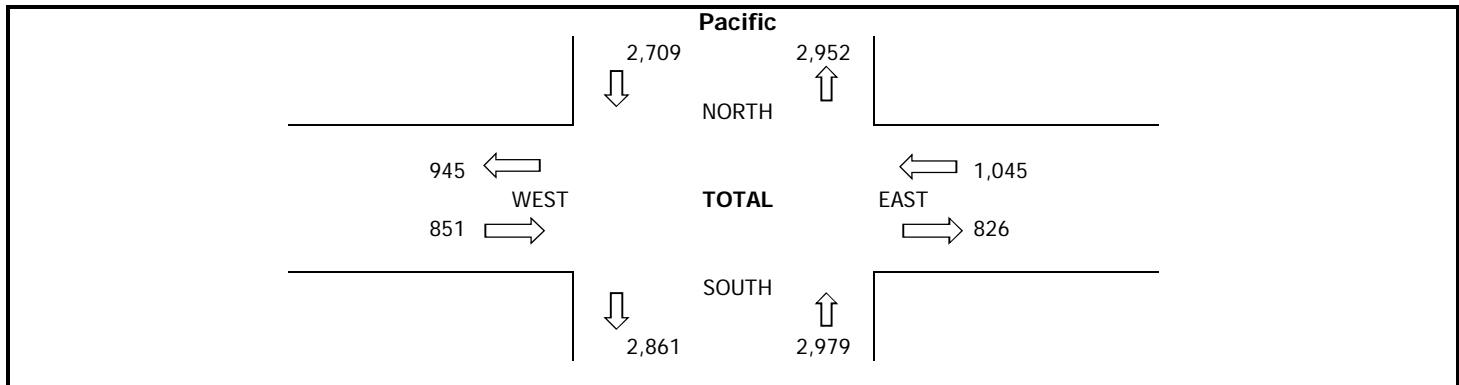 Pacific
2,709 2,952
NORTH
945 1,045
WEST TOTAL EAST
851 826
SOUTH
2,861 2,979